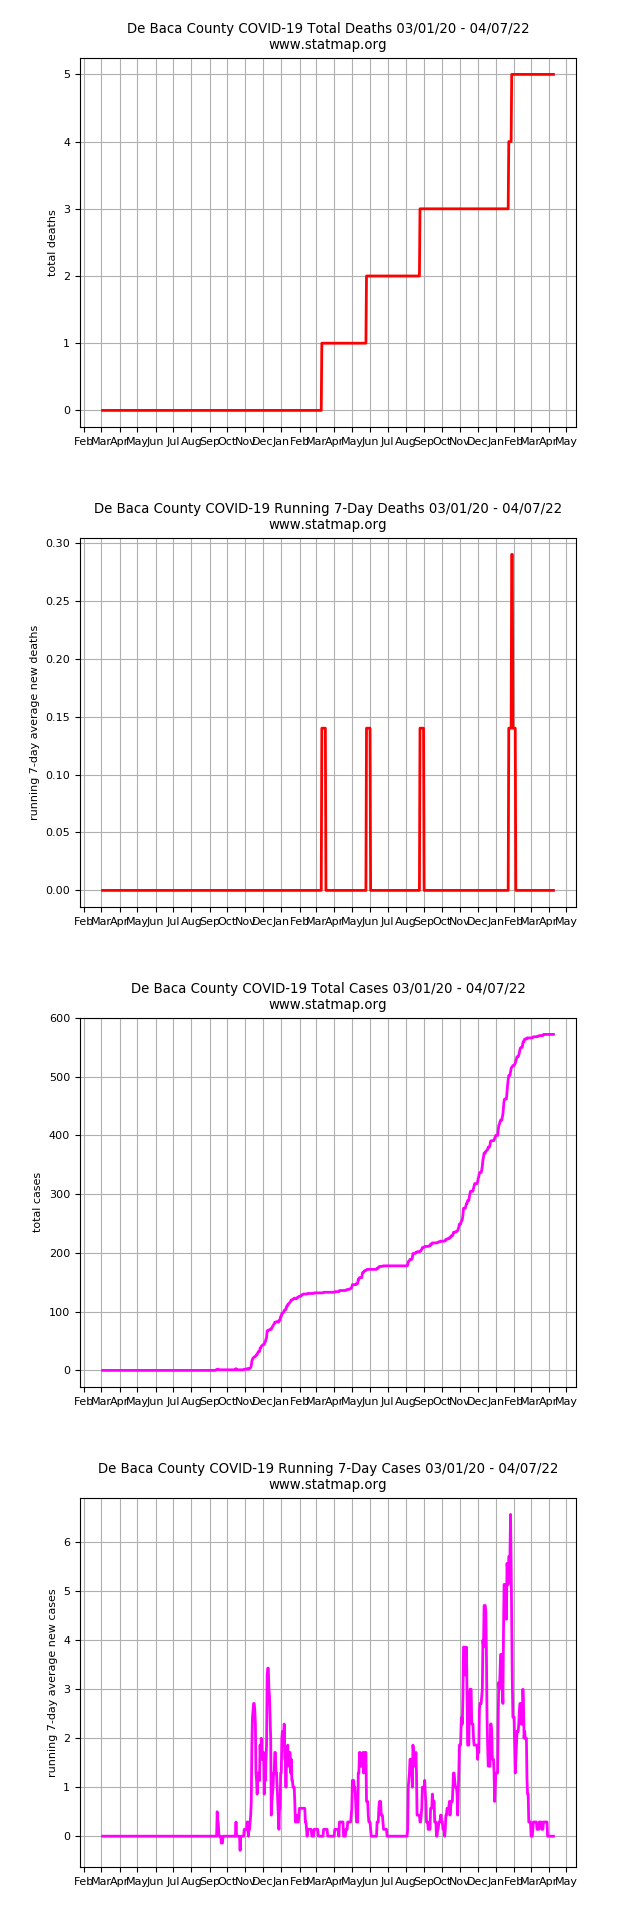 De Baca County COVID-19 Total Deaths 03/01/20 - 04/07/22
www.statmap.org
5
4
3
2
1
0
total deaths
Feb Mar Apr May Jun Jul Aug Sep Oct Nov Dec Jan Feb Mar Apr May Jun Jul Aug Sep Oct Nov Dec Jan Feb Mar Apr May
De Baca County COVID-19 Running 7-Day Deaths 03/01/20 - 04/07/22
www.statmap.org
0.30
0.25
0.20
0.15
0.10
0.05
0.00
running 7-day average new deaths
Feb Mar Apr May Jun Jul Aug Sep Oct Nov Dec Jan Feb Mar Apr May Jun Jul Aug Sep Oct Nov Dec Jan Feb Mar Apr May
De Baca County COVID-19 Total Cases 03/01/20 - 04/07/22
www.statmap.org
600
500
400
300
200
100
0
total cases
Feb Mar Apr May Jun Jul Aug Sep Oct Nov Dec Jan Feb Mar Apr May Jun Jul Aug Sep Oct Nov Dec Jan Feb Mar Apr May
De Baca County COVID-19 Running 7-Day Cases 03/01/20 - 04/07/22
www.statmap.org
6
5
4
3
2
1
0
running 7-day average new cases
Feb Mar Apr May Jun Jul Aug Sep Oct Nov Dec Jan Feb Mar Apr May Jun Jul Aug Sep Oct Nov Dec Jan Feb Mar Apr May